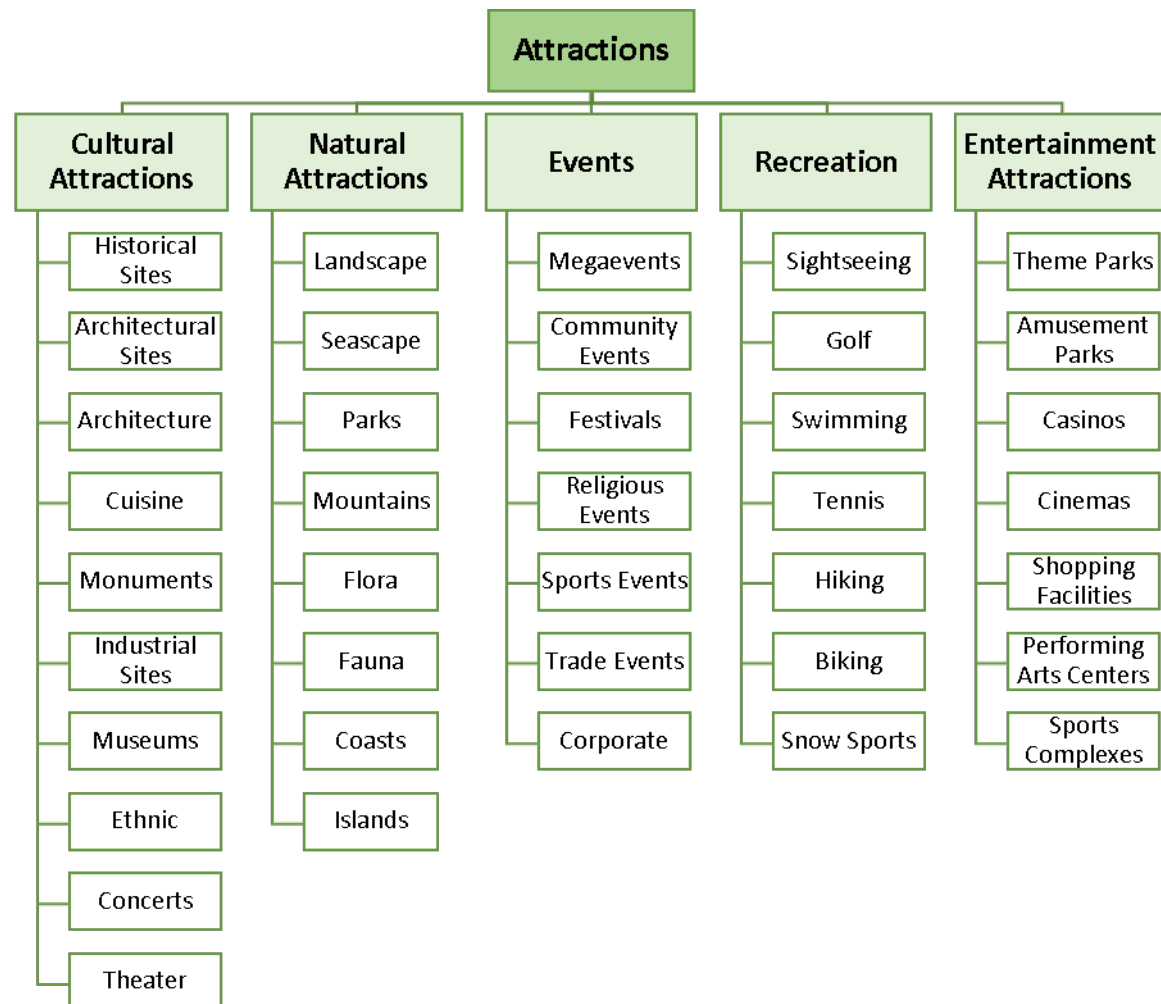 Attractions
Cultural
Attractions
Historical
Sites
Architectural
Sites
Architecture
Cuisine
Monuments
Industrial
Sites
Museums
Ethnic
Concerts
Theater
Natural
Attractions
Landscape
Seascape
Parks
Mountains
Flora
Fauna
Coasts
Islands
Events
Megaevents
Community
Events
Festivals
Religious
Events
Sports Events
Trade Events
Corporate
Recreation
Sightseeing
Golf
Swimming
Tennis
Hiking
Biking
Snow Sports
Entertainment
Attractions
Theme Parks
Amusement
Parks
Casinos
Cinemas
Shopping
Facilities
Performing
Arts Centers
Sports
Complexes